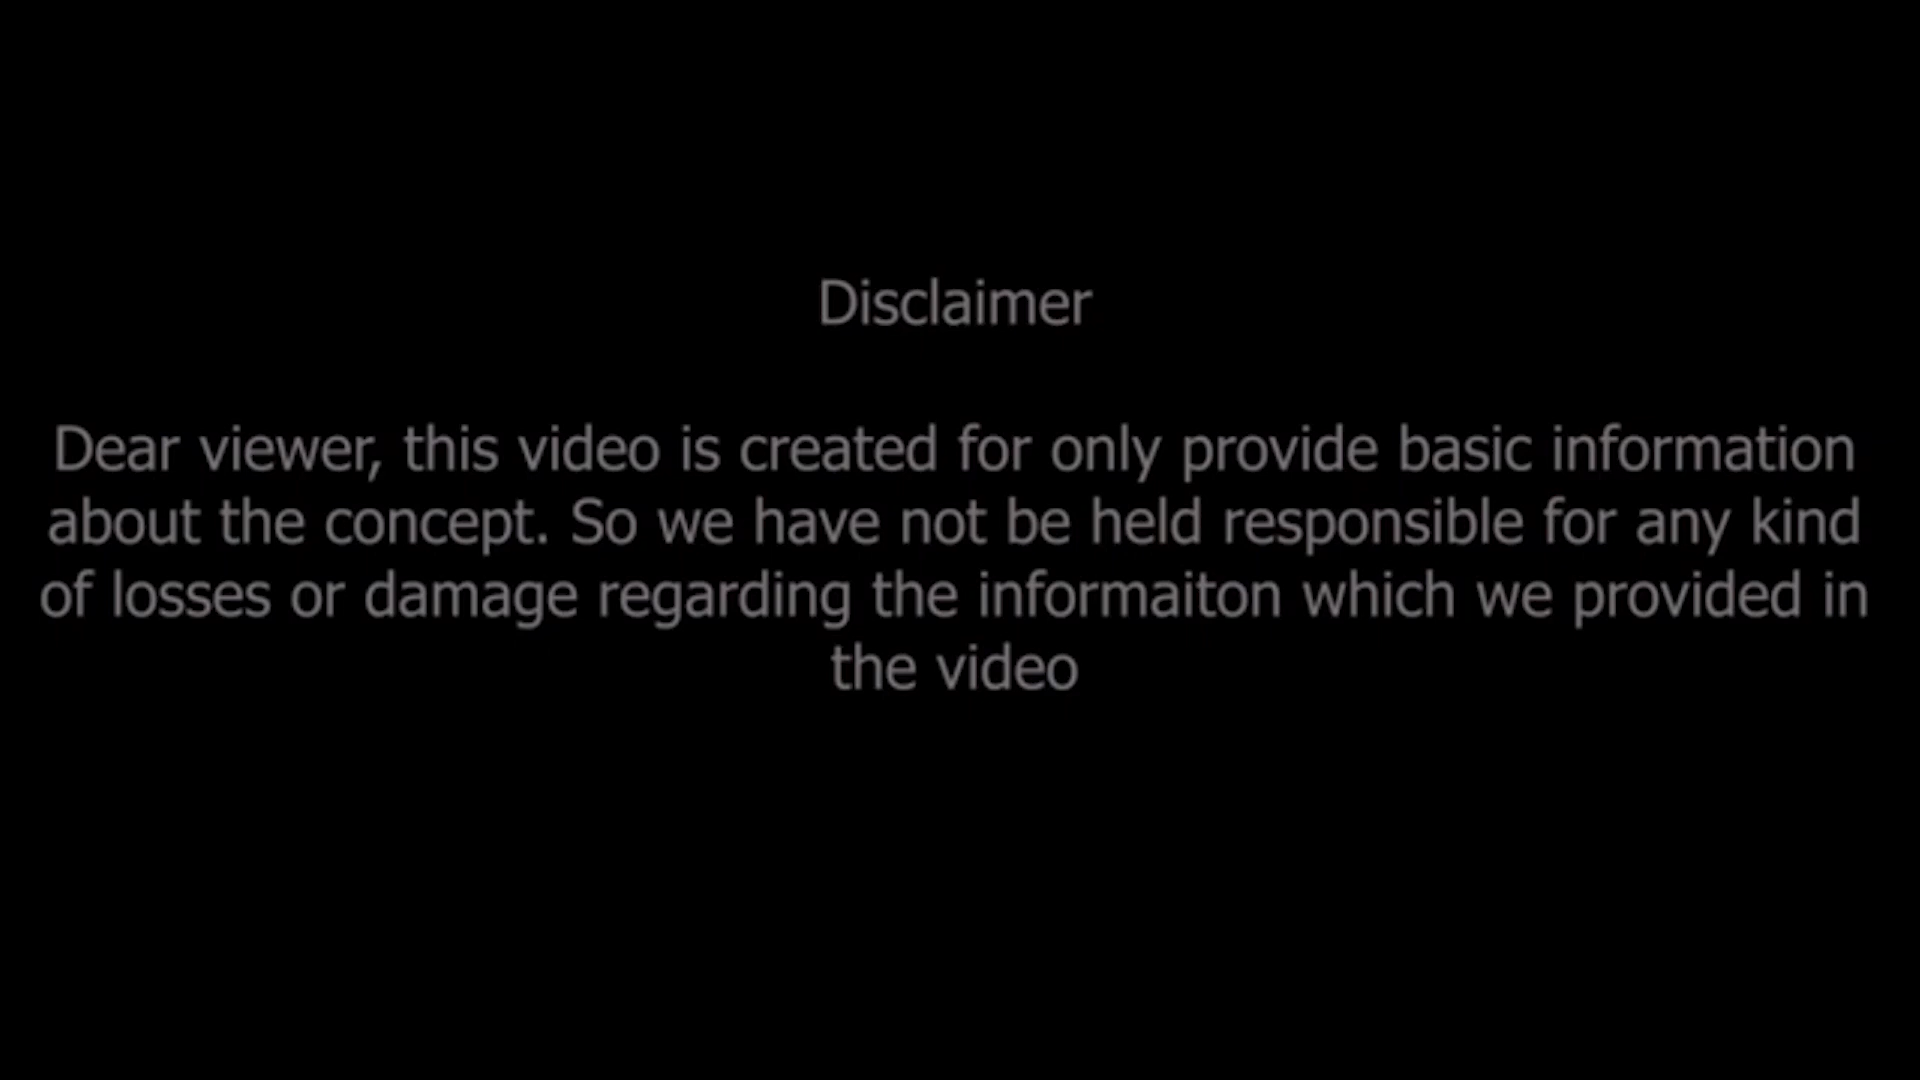 Disclaimer
Dear viewer, this video is created for only provide basic information
about the concept. So we have not be held responsible for any kind
of losses or damage regarding the informaiton which we provided in
the video